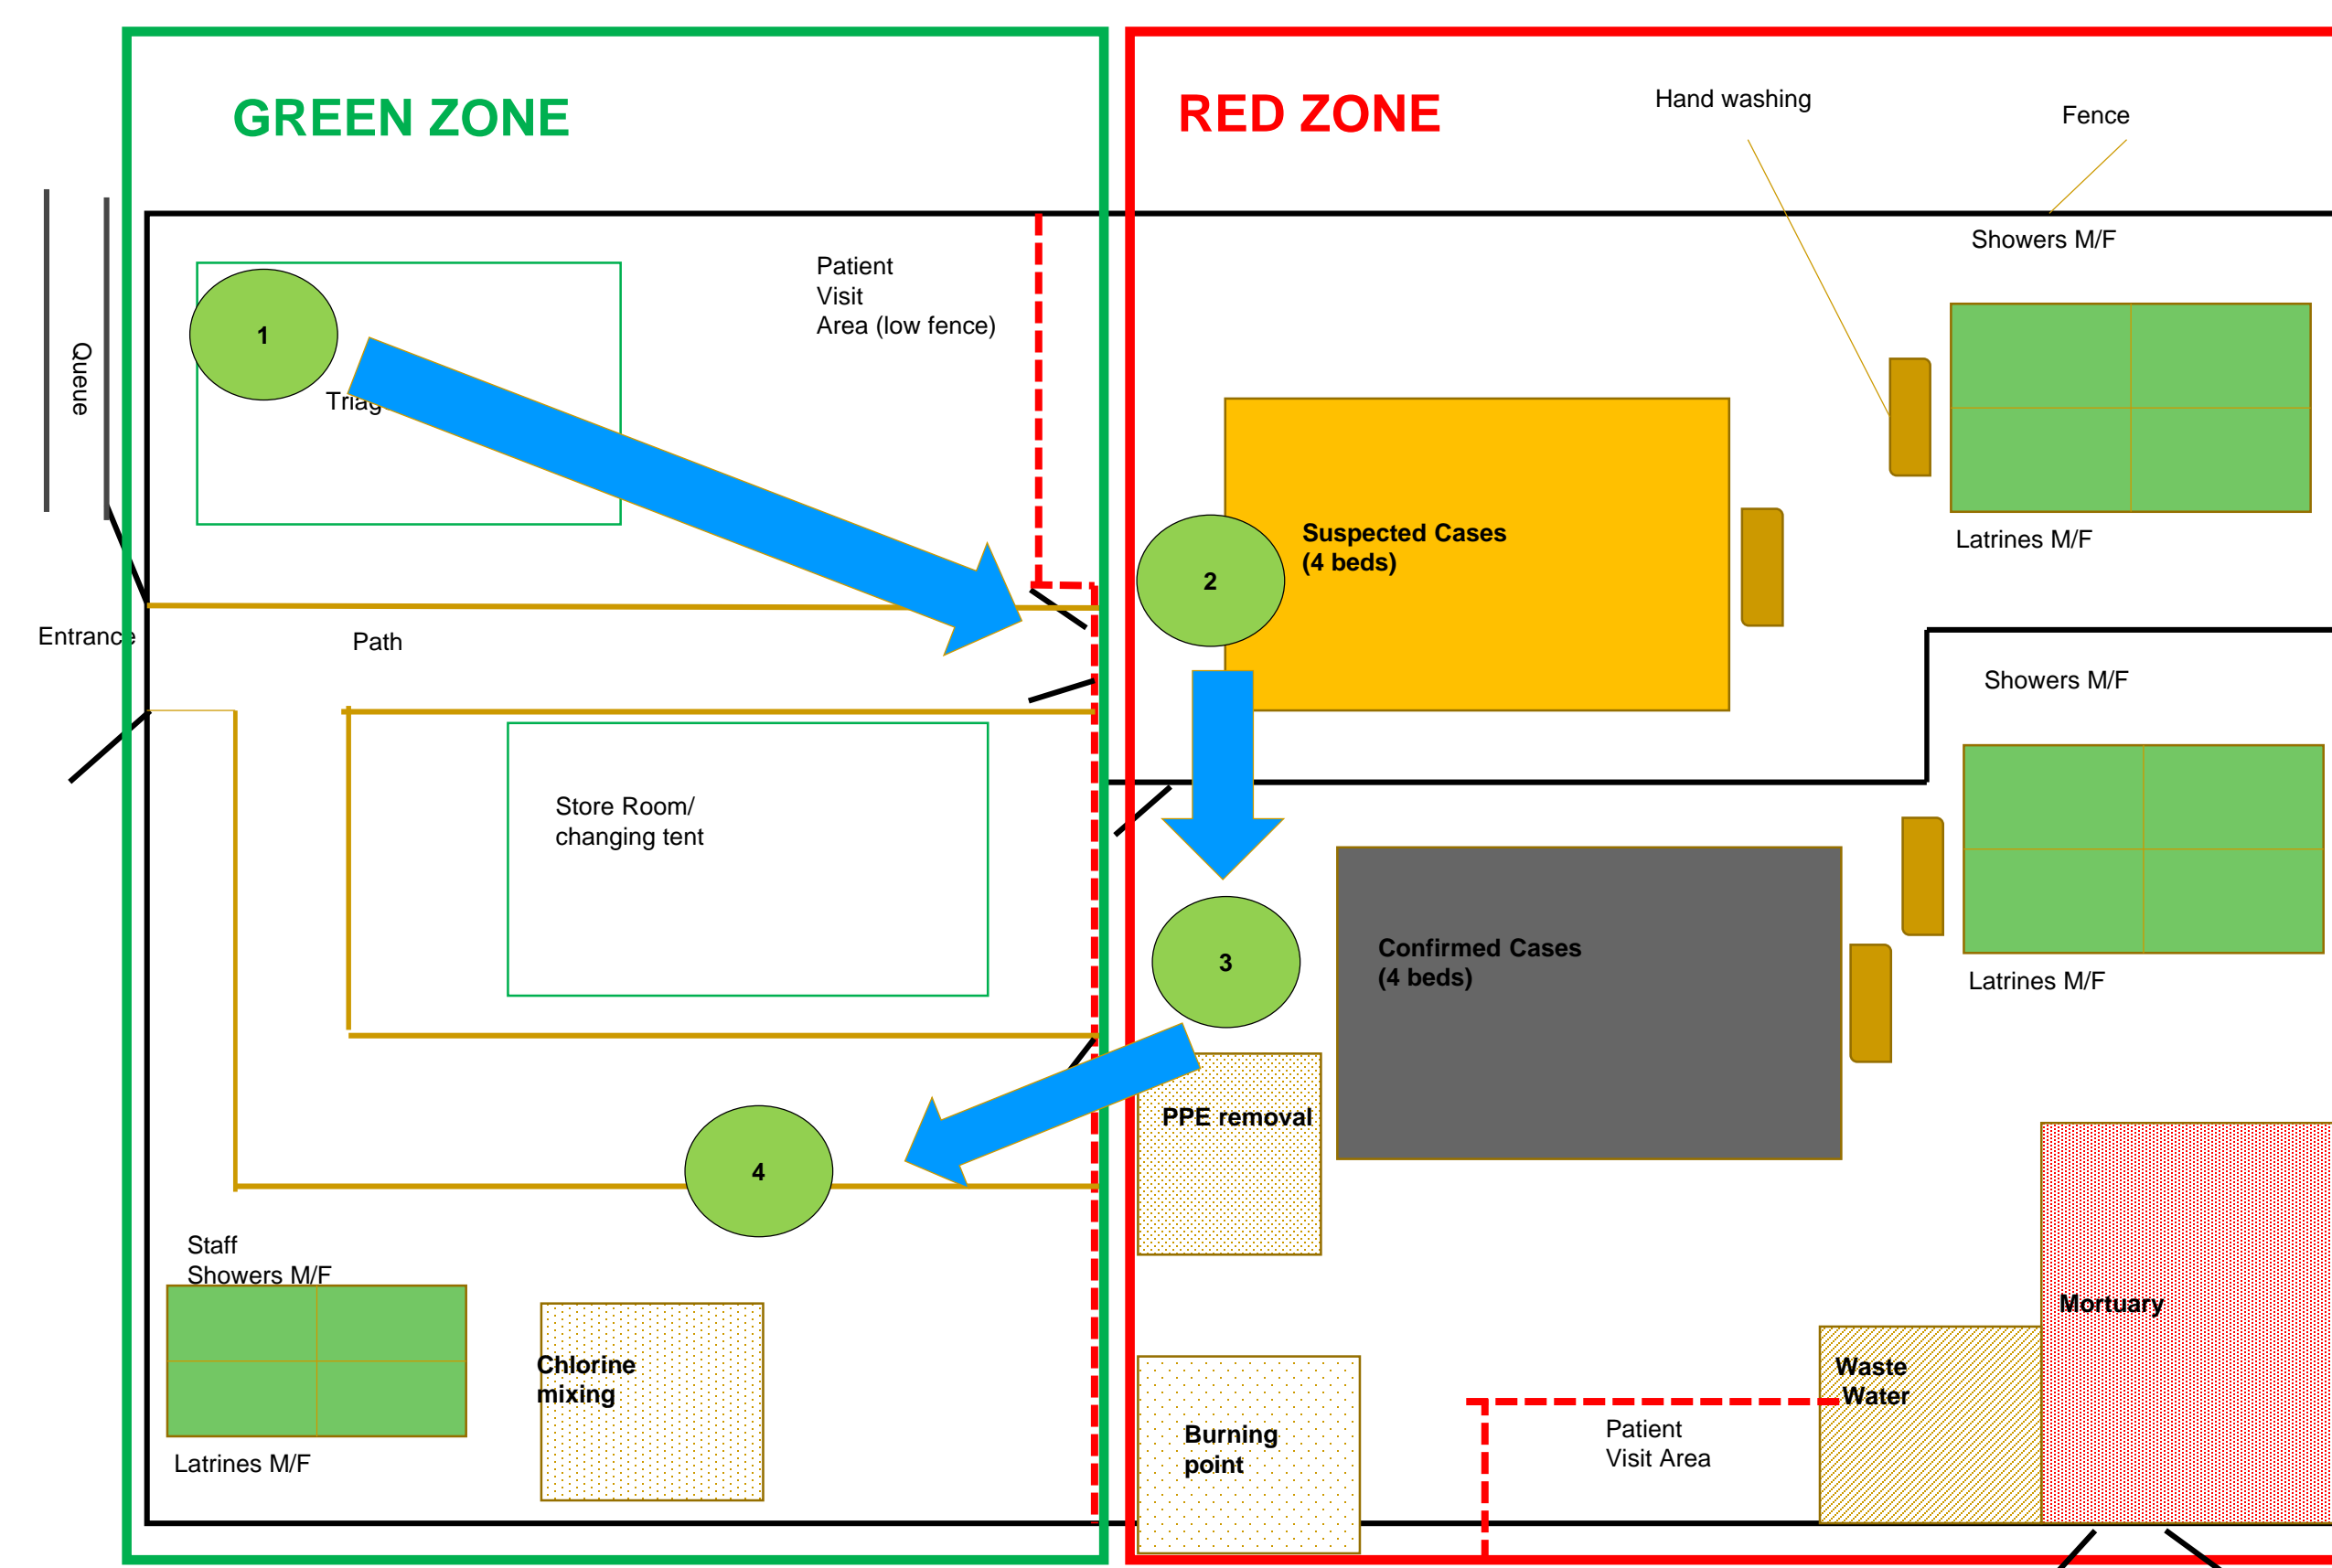 GREEN ZONE
RED ZONE
Hand washing
Fence
Showers M/F
Patient
Visit
Area (low fence)
1
Queue
Suspected Cases
(4 beds)
2
Latrines M/F
Entrance
Path
Showers M/F
Store Room/
changing tent
3
Confirmed Cases
(4 beds)
Latrines M/F
PPE removal
4
Staff
Showers M/F
Mortuary
Chlorine
mixing
Waste
Water
Burning
point
Patient
Visit Area
Latrines M/F